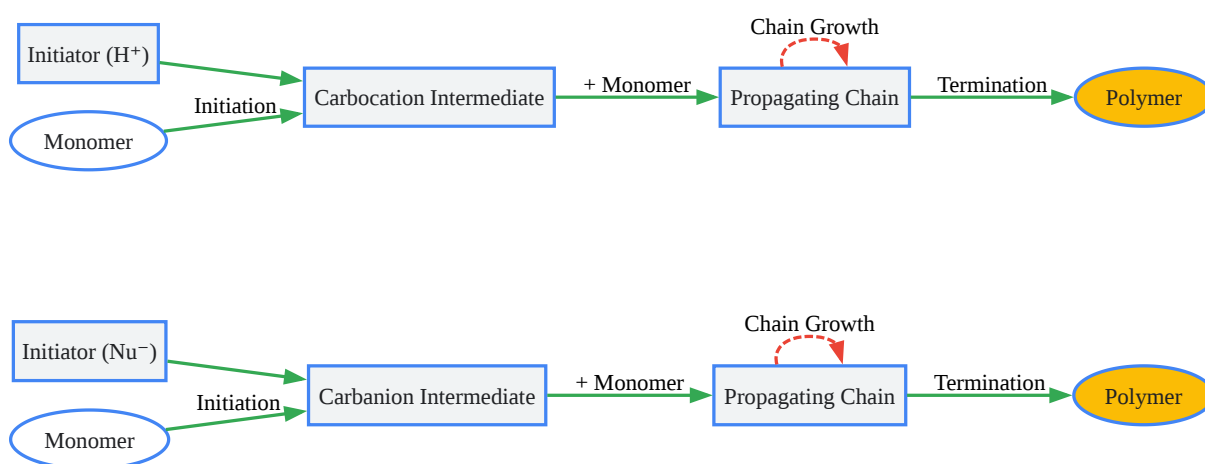 Chain Growth
Initiator (H⁺)
Initiation
Monomer
Carbocation Intermediate
+ Monomer
Propagating Chain
Termination
Polymer
Chain Growth
Initiator (Nu⁻)
Initiation
Monomer
Carbanion Intermediate
+ Monomer
Propagating Chain
Termination
Polymer